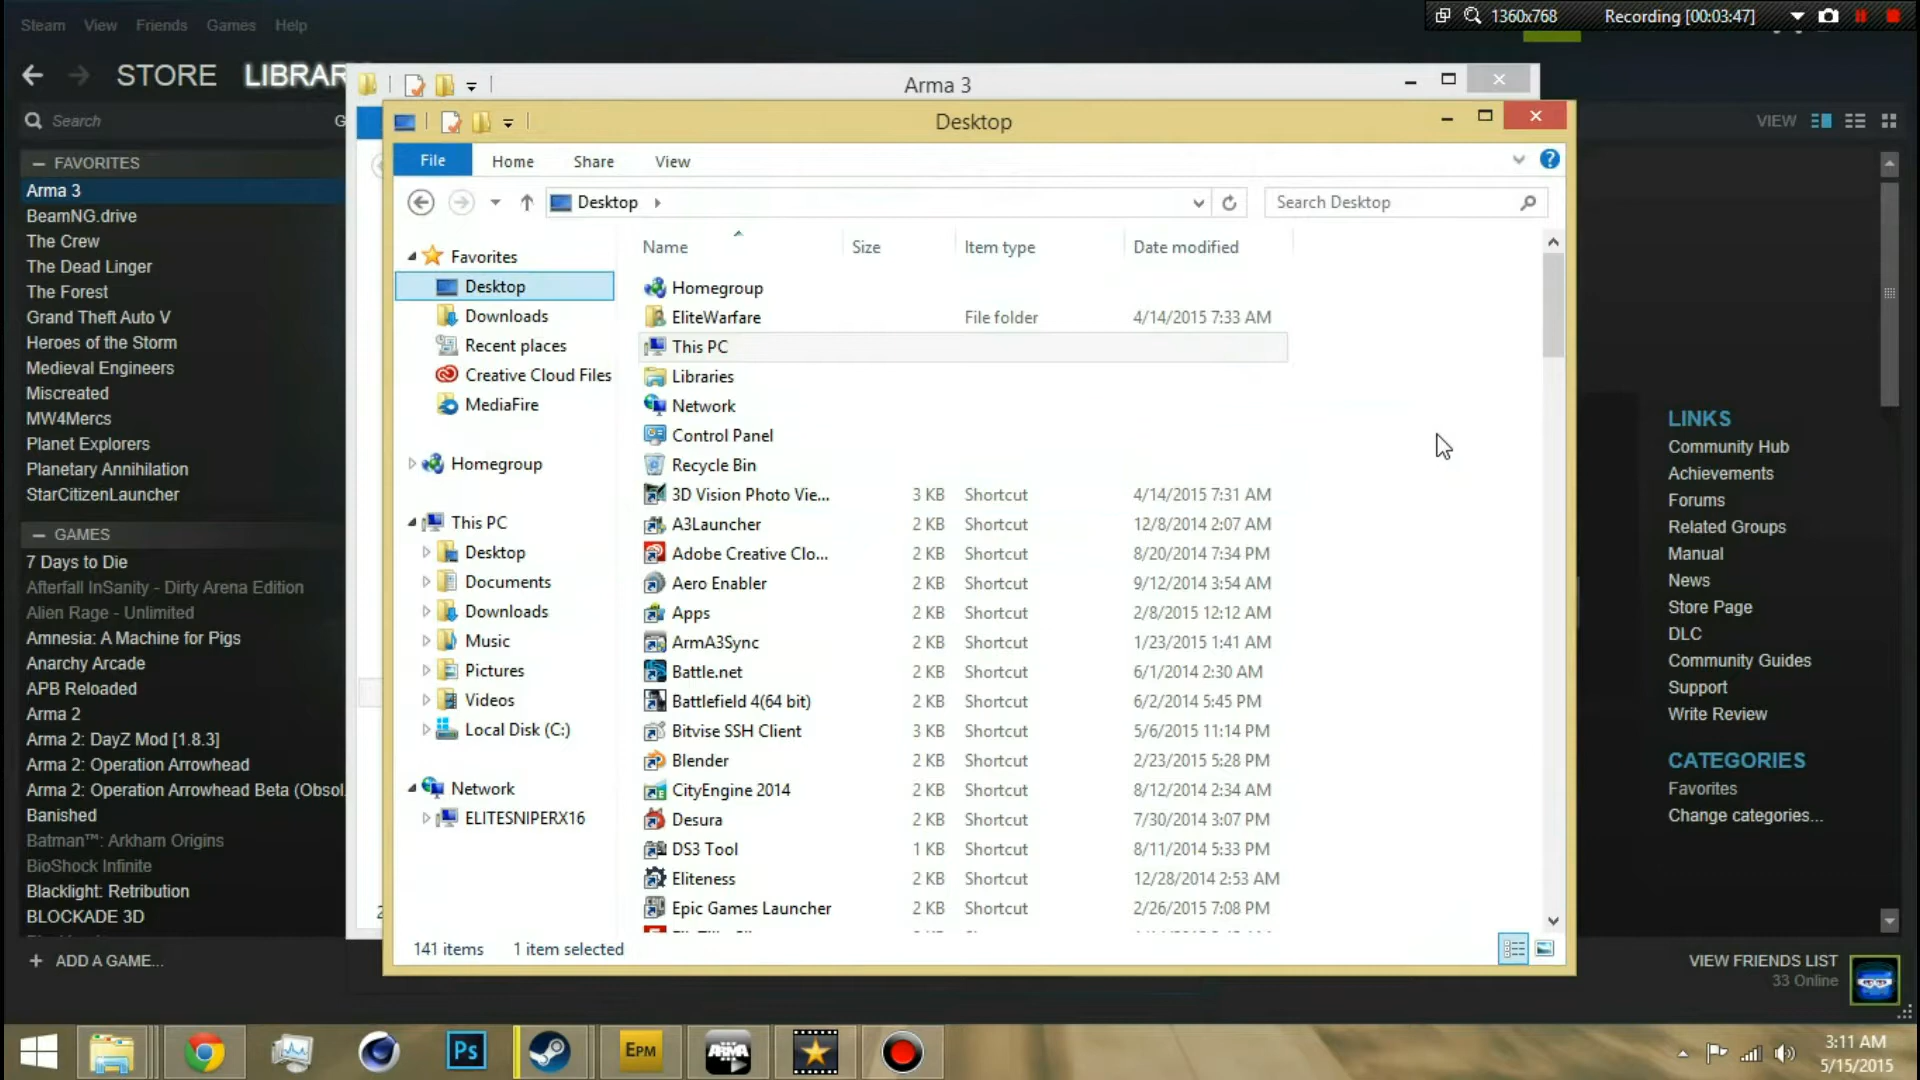 Steam View Friends Games Help
1360x768 Recording [00:03:47]
STORE LIBRAR
Search
VIEW
FAVORITES
Arma 3
BeamNG.drive
The Crew
The Dead Linger
The Forest
Grand Theft Auto V
Heroes of the Storm
Medieval Engineers
Miscreated
MW4Mercs
Planet Explorers
Planetary Annihilation
StarCitizenLauncher
GAMES
7 Days to Die
Afterfall InSanity - Dirty Arena Edition
Alien Rage - Unlimited
Amnesia: A Machine for Pigs
Anarchy Arcade
APB Reloaded
Arma 2
Arma 2: DayZ Mod [1.8.3]
Arma 2: Operation Arrowhead
Arma 2: Operation Arrowhead Beta (Obsol
Banished
Batman™: Arkham Origins
BioShock Infinite
Blacklight: Retribution
BLOCKADE 3D
ADD A GAME...
Arma 3
Desktop
File Home Share View
Desktop
Search Desktop
Favorites
Desktop
Downloads
Recent places
Creative Cloud Files
MediaFire
Homegroup
This PC
Desktop
Documents
Downloads
Music
Pictures
Videos
Local Disk (C:)
Network
ELITESNIPERX16
Name Size Item type Date modified
Homegroup
EliteWarfare File folder 4/14/2015 7:33 AM
This PC
Libraries
Network
Control Panel
Recycle Bin
3D Vision Photo Vie... 3 KB Shortcut 4/14/2015 7:31 AM
A3Launcher 2 KB Shortcut 12/8/2014 2:07 AM
Adobe Creative Clo... 2 KB Shortcut 8/20/2014 7:34 PM
Aero Enabler 2 KB Shortcut 9/12/2014 3:54 AM
Apps 2 KB Shortcut 2/8/2015 12:12 AM
ArmA3Sync 2 KB Shortcut 1/23/2015 1:41 AM
Battle.net 2 KB Shortcut 6/1/2014 2:30 AM
Battlefield 4(64 bit) 2 KB Shortcut 6/2/2014 5:45 PM
Bitvise SSH Client 3 KB Shortcut 5/6/2015 11:14 PM
Blender 2 KB Shortcut 2/23/2015 5:28 PM
CityEngine 2014 2 KB Shortcut 8/12/2014 2:34 AM
Desura 2 KB Shortcut 7/30/2014 3:07 PM
DS3 Tool 1 KB Shortcut 8/11/2014 5:33 PM
Eliteness 2 KB Shortcut 12/28/2014 2:53 AM
Epic Games Launcher 2 KB Shortcut 2/26/2015 7:08 PM
141 items 1 item selected
LINKS
Community Hub
Achievements
Forums
Related Groups
Manual
News
Store Page
DLC
Community Guides
Support
Write Review
CATEGORIES
Favorites
Change categories...
VIEW FRIENDS LIST
33 Online
Ps
EPM
ARMA
3:11 AM
5/15/2015